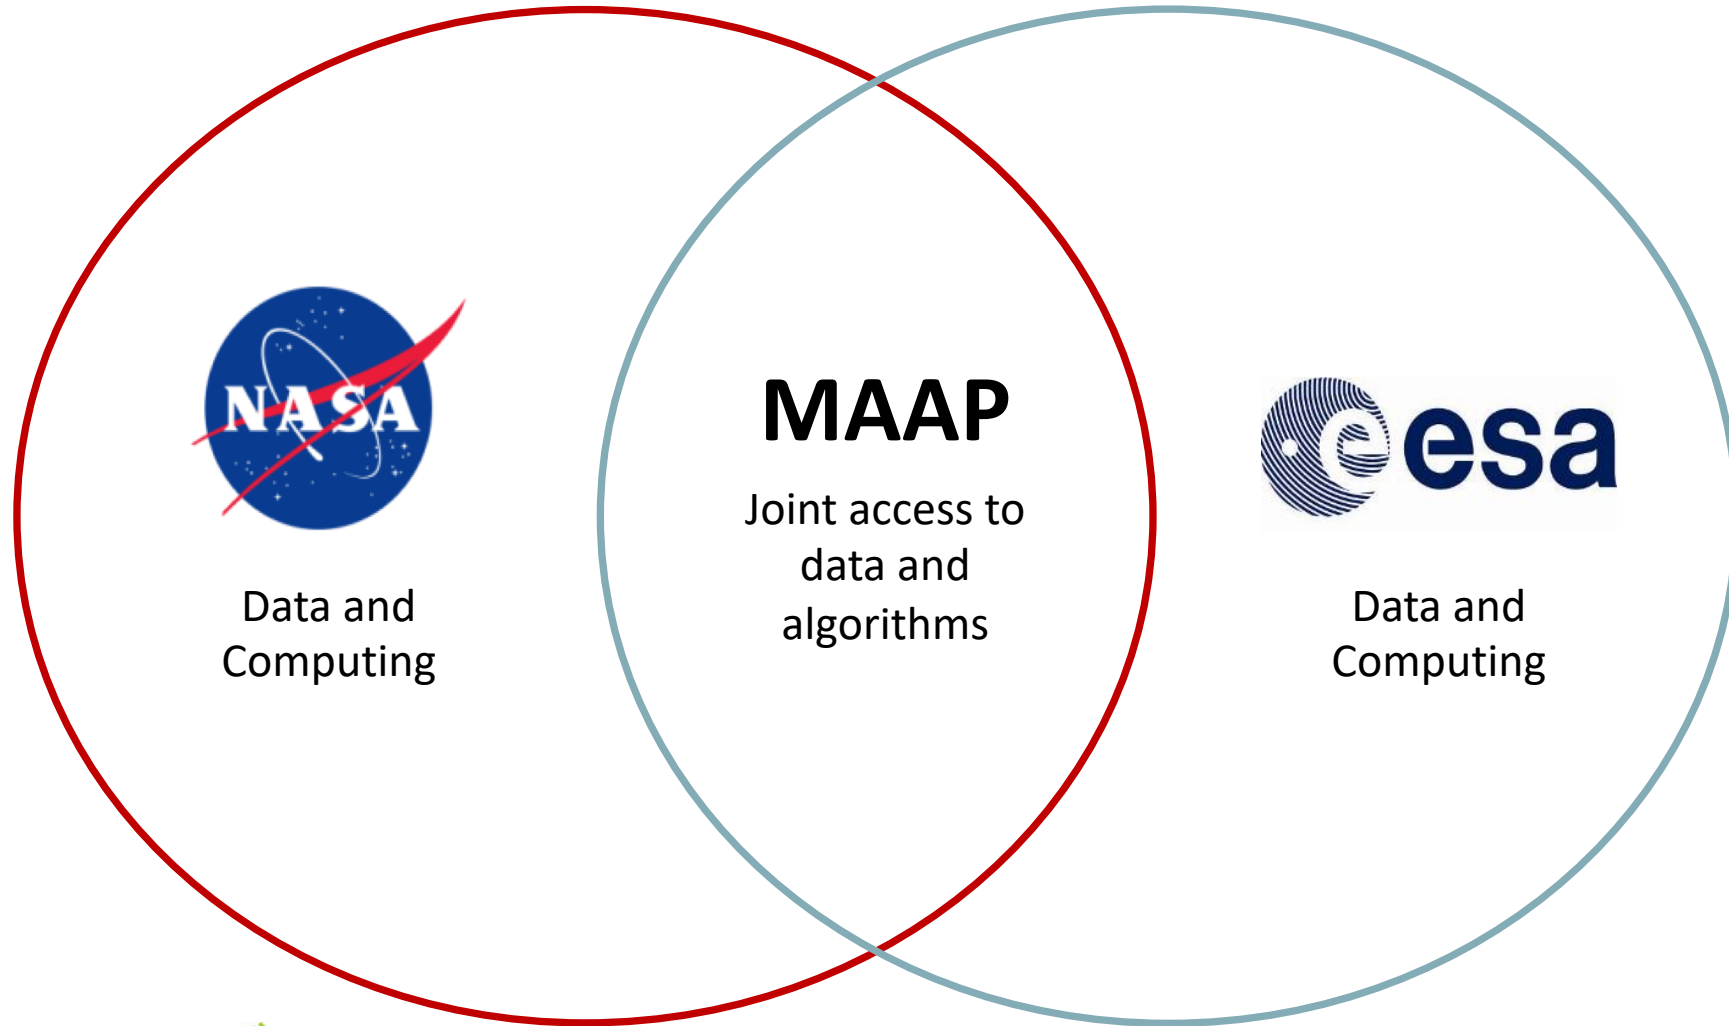 NASA
Data and
Computing
MAAP
Joint access to
data and
algorithms
esa
Data and
Computing